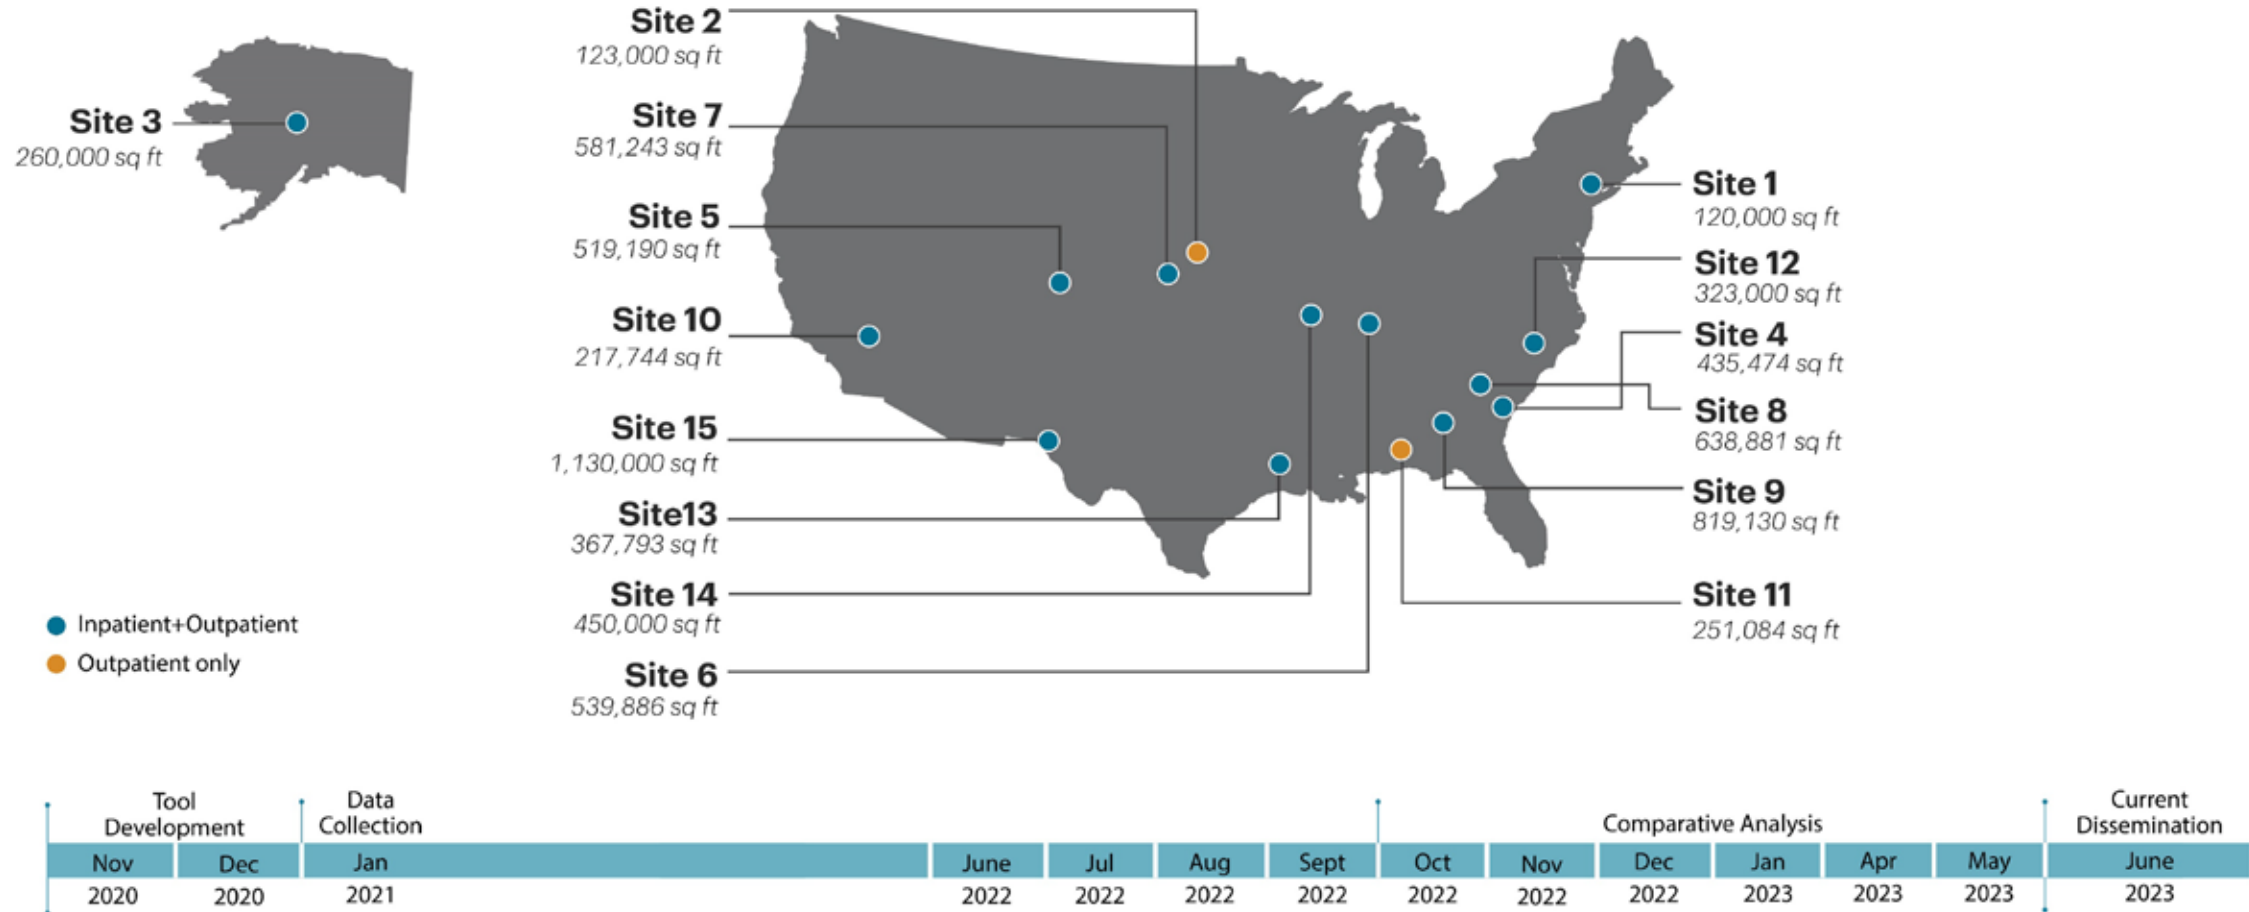 Site 2
123,000 sq ft
Site 3
260,000 sq ft
Site 7
581,243 sq ft
Site 5
519,190 sq ft
Site 10
217,744 sq ft
Site 15
1,130,000 sq ft
Site13
367,793 sq ft
Site 14
450,000 sq ft
Site 6
539,886 sq ft
Site 1
120,000 sq ft
Site 12
323,000 sq ft
Site 4
435,474 sq ft
Site 8
638,881 sq ft
Site 9
819,130 sq ft
Site 11
251,084 sq ft
Inpatient+Outpatient
Outpatient only
Tool
Development
Data
Collection
Comparative Analysis
Current
Dissemination
Nov Dec Jan June Jul Aug Sept Oct Nov Dec Jan Apr May June
2020 2020 2021 2022 2022 2022 2022 2022 2022 2022 2023 2023 2023 2023